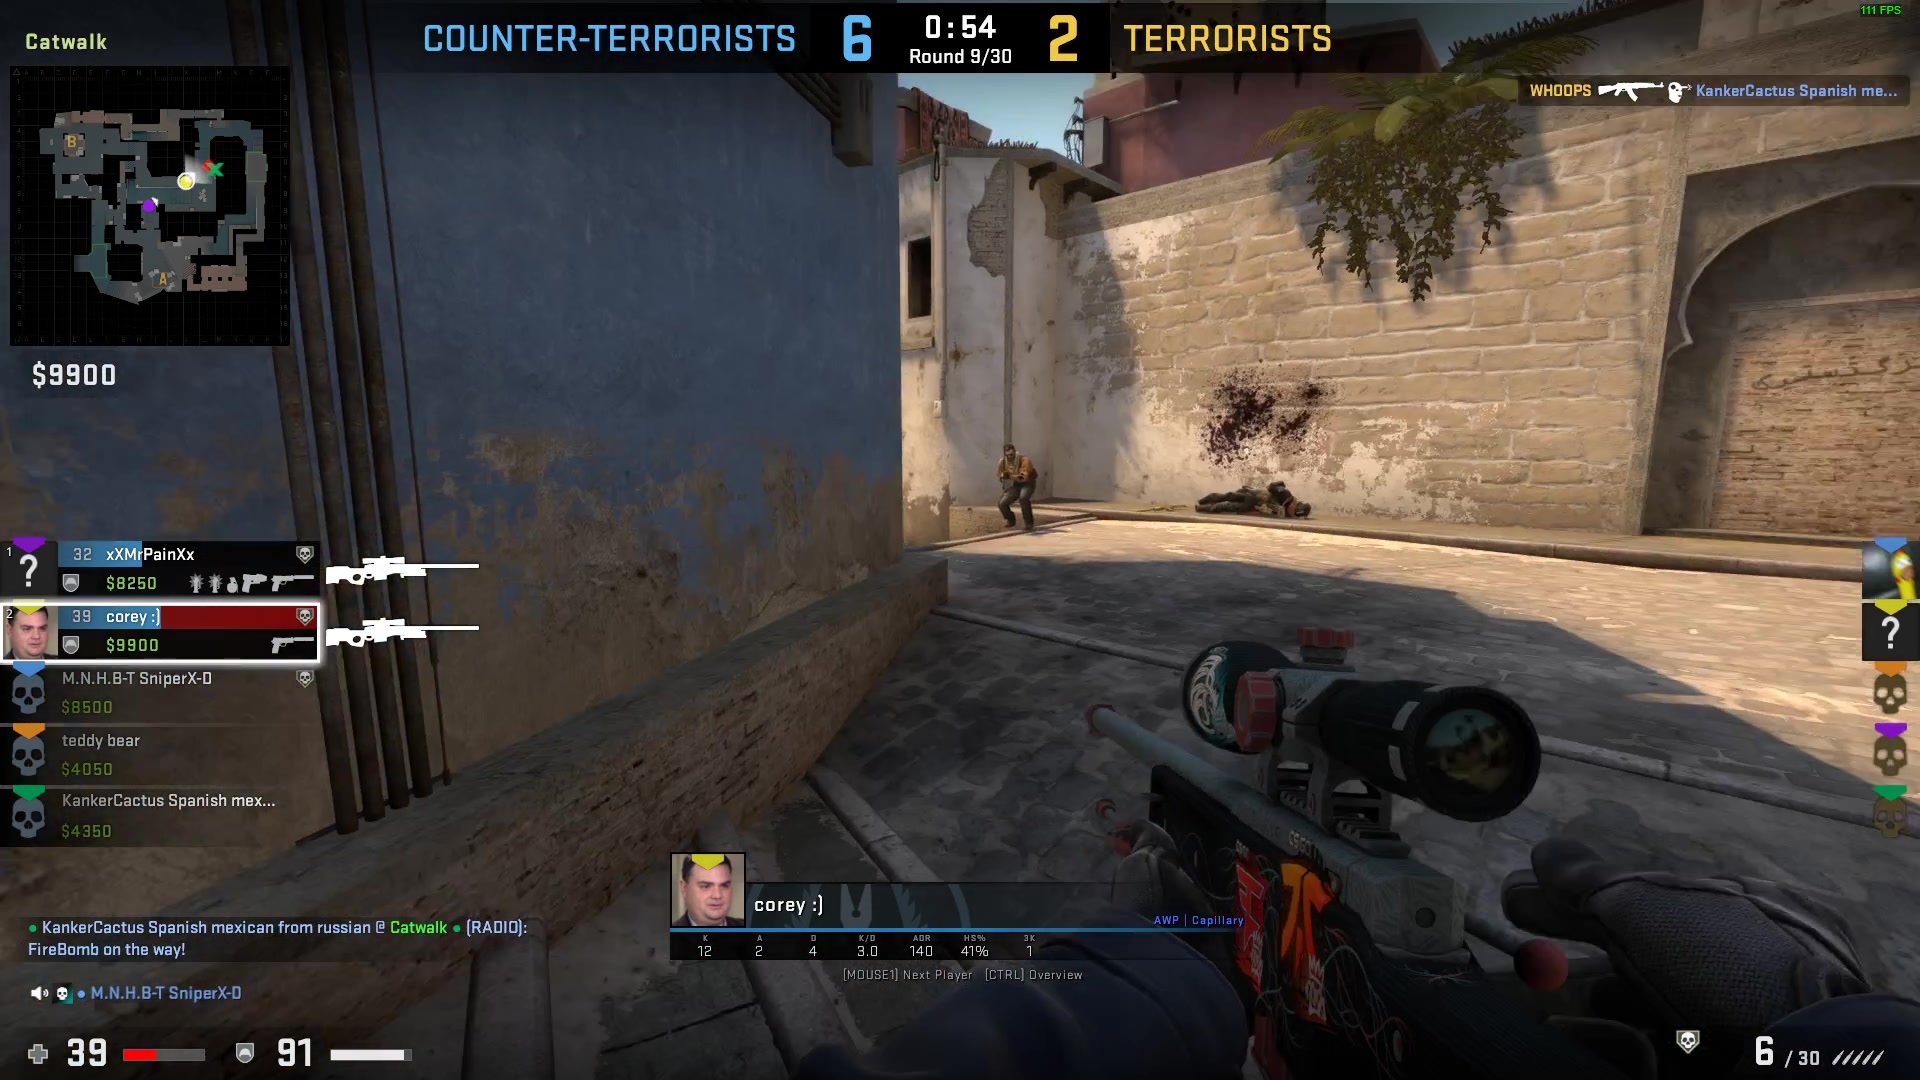 111 FPS
Catwalk
COUNTER-TERRORISTS 6 0:54 2 TERRORISTS
Round 9/30
WHOOPS KankerCactus Spanish me...
B
A
$9900
1 ? 32 xXMrPainXx
$8250
2 39 corey :)
$9900
?
M.N.H.B-T SniperX-D
$8500
teddy bear
$4050
KankerCactus Spanish mex...
$4350
corey :)
AWP | Capillary
K A D K/D ADR HS% 3K
12 2 4 3.0 140 41% 1
[MOUSE1] Next Player [CTRL] Overview
• KankerCactus Spanish mexican from russian @ Catwalk • (RADIO):
FireBomb on the way!
• M.N.H.B-T SniperX-D
39 91
6 / 30